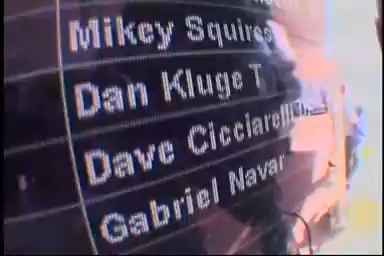 Mikey Squires
Dan Kluge T
Dave Cicciarelli
Gabriel Navar